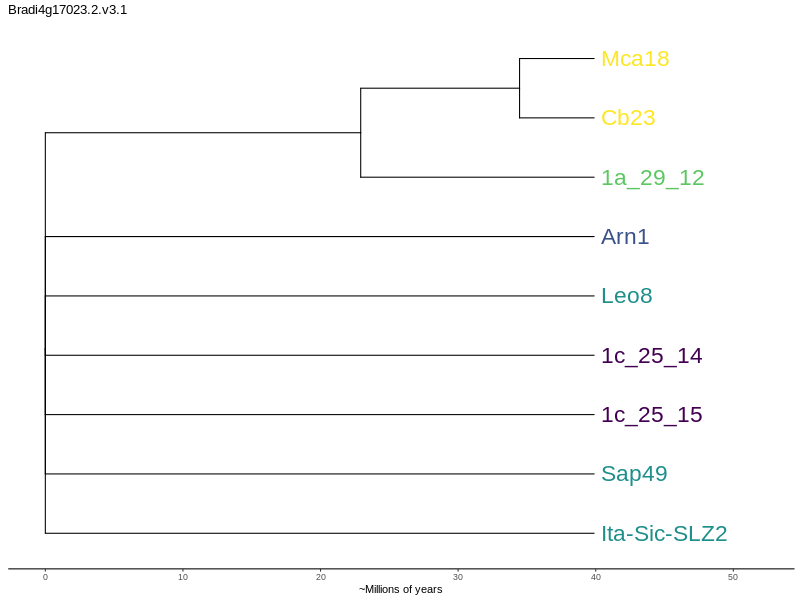 Bradi4g17023.2.v3.1
Mca18
Cb23
1a_29_12
Arn1
Leo8
1c_25_14
1c_25_15
Sap49
Ita-Sic-SLZ2
0 10 20 30 40 50
~Millions of years